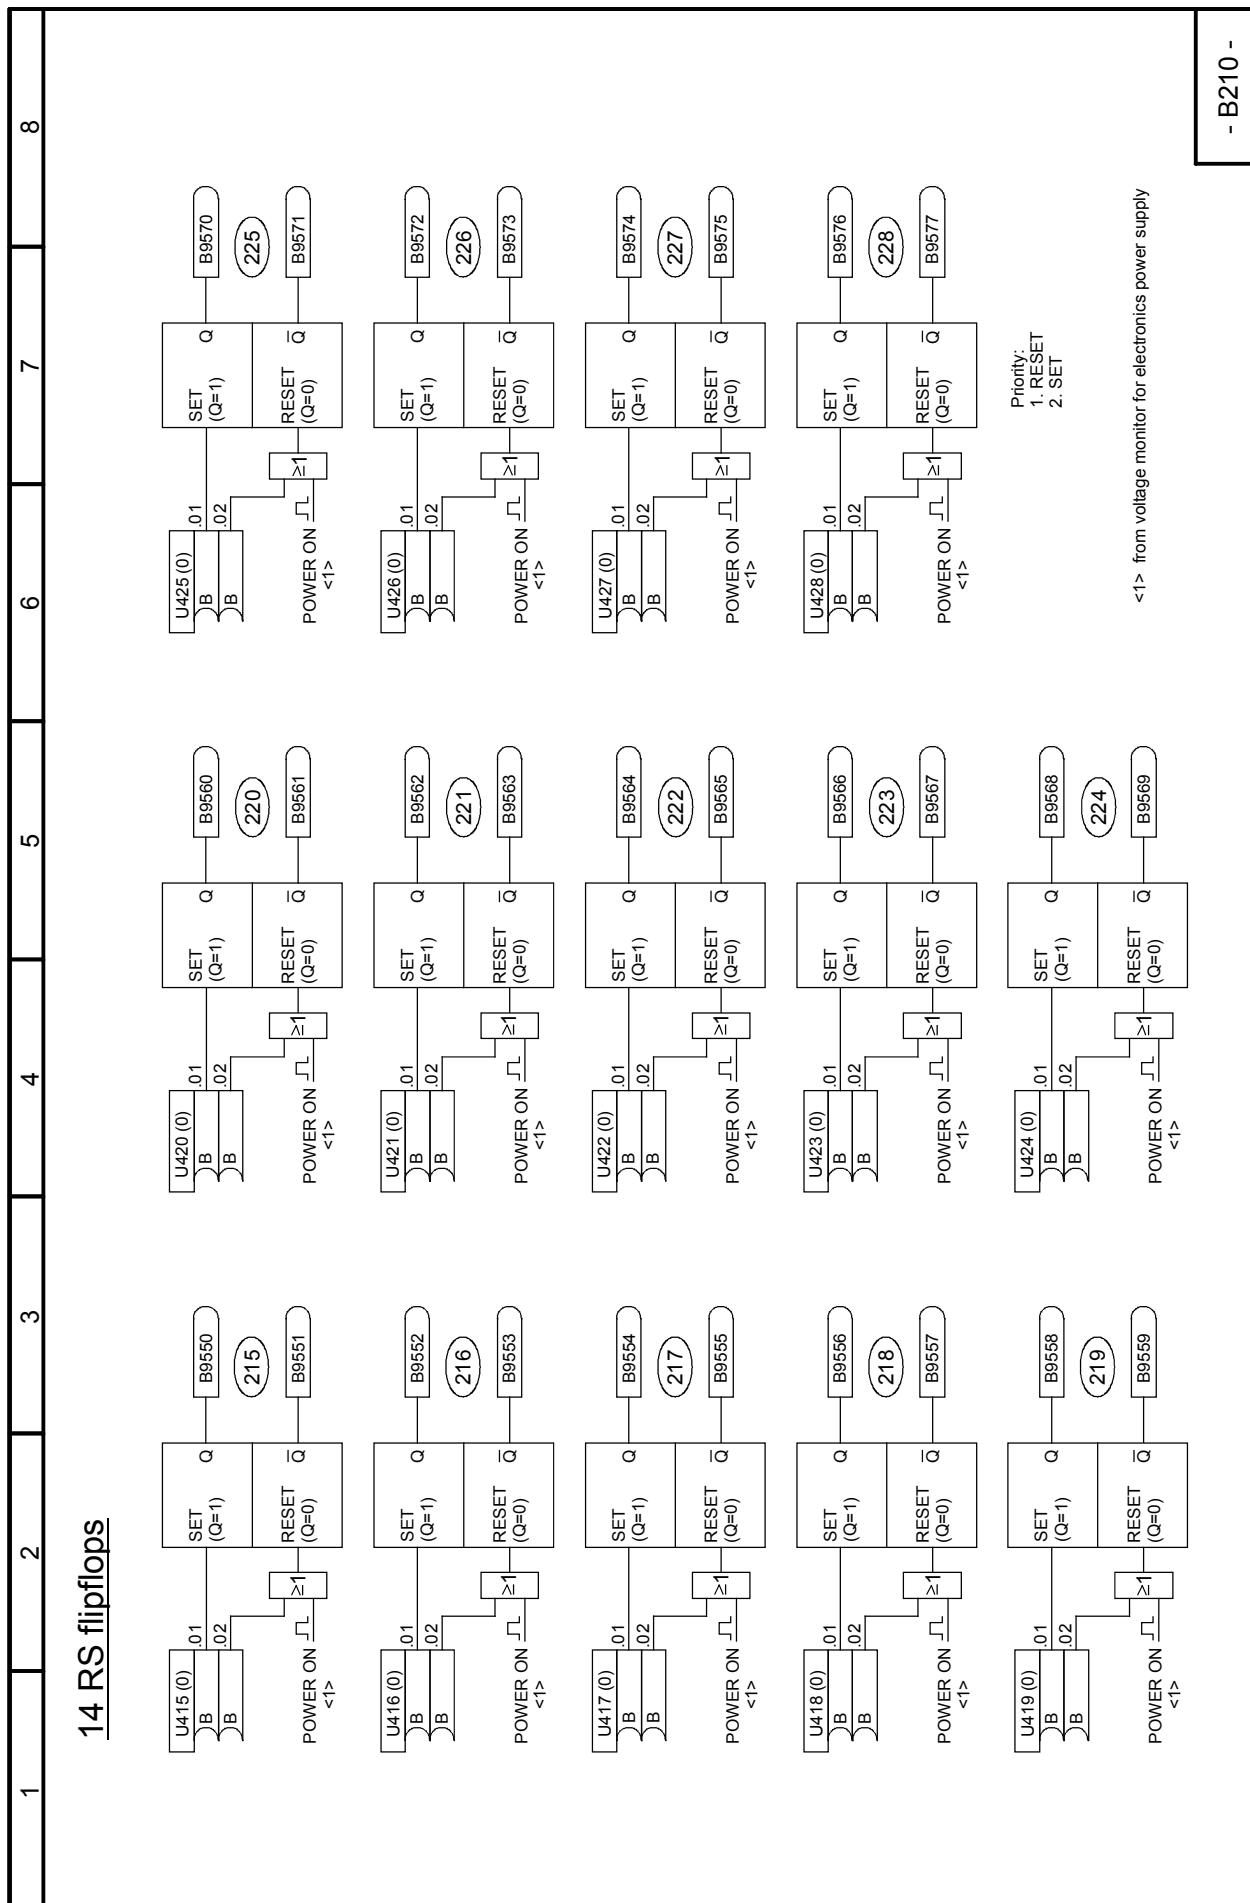 1 2 3 4 5 6 7 8
14 RS flipflops
U415 (0)
B
.01
B
.02
POWER ON
<1>
≥1
SET
(Q=1)
Q
RESET
(Q=0)
Q̅
B9550
215
B9551
U420 (0)
B
.01
B
.02
POWER ON
<1>
≥1
SET
(Q=1)
Q
RESET
(Q=0)
Q̅
B9560
220
B9561
U425 (0)
B
.01
B
.02
POWER ON
<1>
≥1
SET
(Q=1)
Q
RESET
(Q=0)
Q̅
B9570
225
B9571
U416 (0)
B
.01
B
.02
POWER ON
<1>
≥1
SET
(Q=1)
Q
RESET
(Q=0)
Q̅
B9552
216
B9553
U421 (0)
B
.01
B
.02
POWER ON
<1>
≥1
SET
(Q=1)
Q
RESET
(Q=0)
Q̅
B9562
221
B9563
U426 (0)
B
.01
B
.02
POWER ON
<1>
≥1
SET
(Q=1)
Q
RESET
(Q=0)
Q̅
B9572
226
B9573
U417 (0)
B
.01
B
.02
POWER ON
<1>
≥1
SET
(Q=1)
Q
RESET
(Q=0)
Q̅
B9554
217
B9555
U422 (0)
B
.01
B
.02
POWER ON
<1>
≥1
SET
(Q=1)
Q
RESET
(Q=0)
Q̅
B9564
222
B9565
U427 (0)
B
.01
B
.02
POWER ON
<1>
≥1
SET
(Q=1)
Q
RESET
(Q=0)
Q̅
B9574
227
B9575
U418 (0)
B
.01
B
.02
POWER ON
<1>
≥1
SET
(Q=1)
Q
RESET
(Q=0)
Q̅
B9556
218
B9557
U423 (0)
B
.01
B
.02
POWER ON
<1>
≥1
SET
(Q=1)
Q
RESET
(Q=0)
Q̅
B9566
223
B9567
U428 (0)
B
.01
B
.02
POWER ON
<1>
≥1
SET
(Q=1)
Q
RESET
(Q=0)
Q̅
B9576
228
B9577
U419 (0)
B
.01
B
.02
POWER ON
<1>
≥1
SET
(Q=1)
Q
RESET
(Q=0)
Q̅
B9558
219
B9559
U424 (0)
B
.01
B
.02
POWER ON
<1>
≥1
SET
(Q=1)
Q
RESET
(Q=0)
Q̅
B9568
224
B9569
Priority:
1. RESET
2. SET
<1> from voltage monitor for electronics power supply
- B210 -